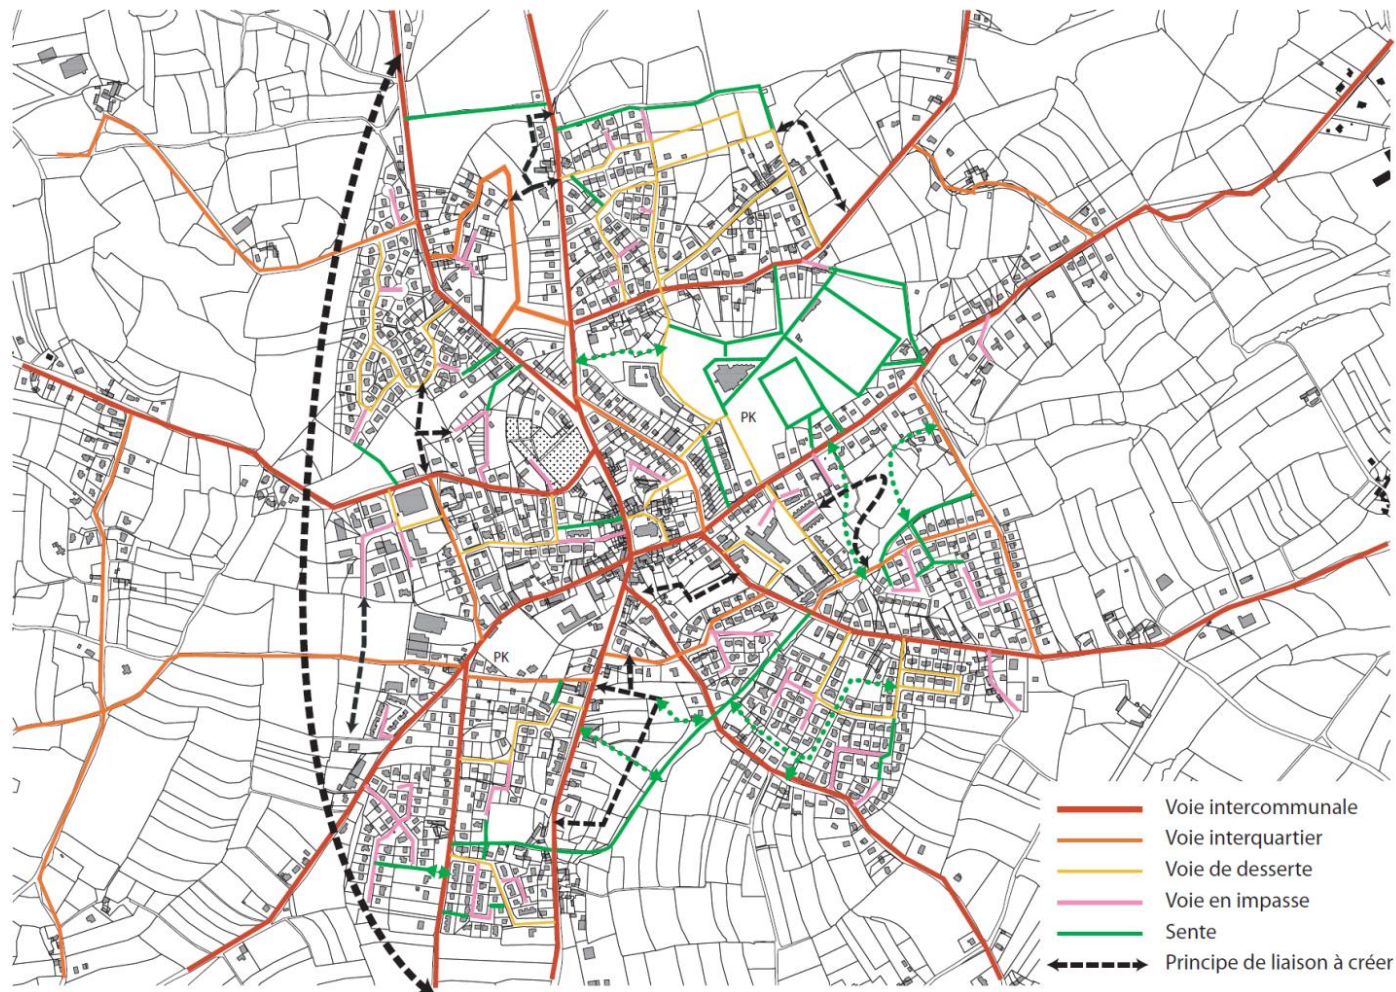 PK
PK
Voie intercommunale
Voie interquartier
Voie de desserte
Voie en impasse
Sente
Principe de liaison à créer